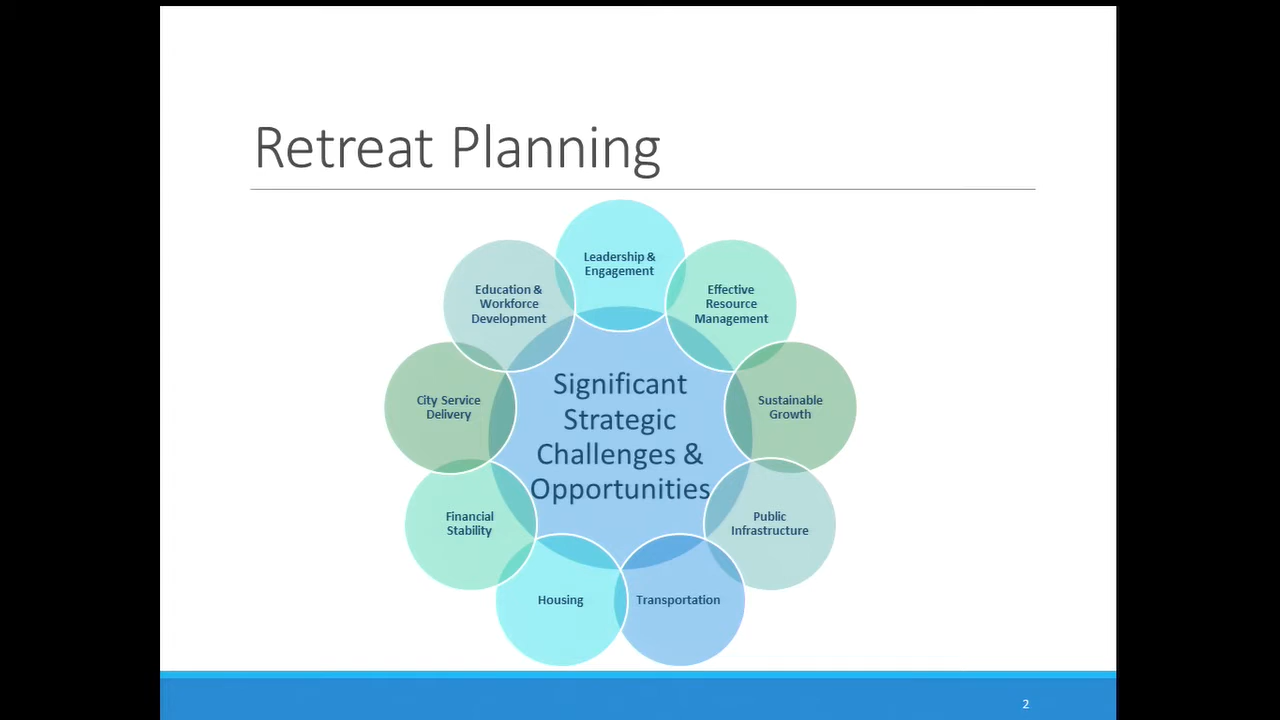 Retreat Planning
Leadership &
Engagement
Effective
Resource
Management
Sustainable
Growth
Public
Infrastructure
Transportation
Housing
Financial
Stability
City Service
Delivery
Education &
Workforce
Development
Significant
Strategic
Challenges &
Opportunities
2